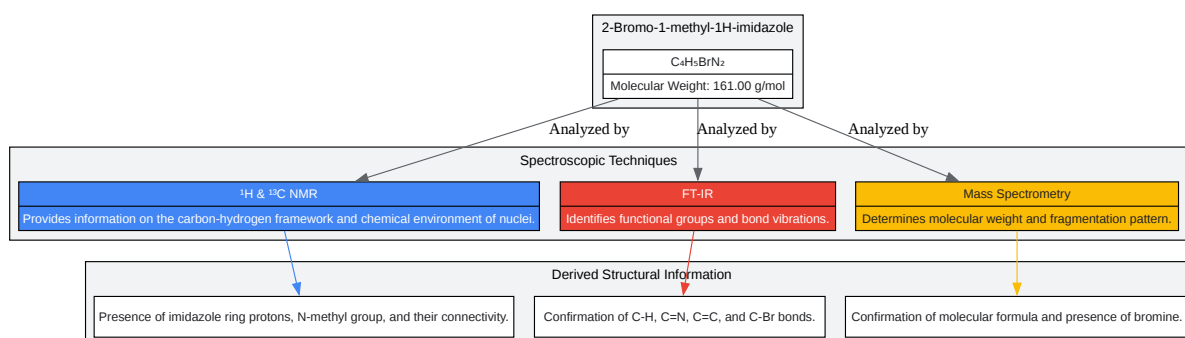 2-Bromo-1-methyl-1H-imidazole
C₄H₅BrN₂
Molecular Weight: 161.00 g/mol
Analyzed by
Analyzed by
Analyzed by
Spectroscopic Techniques
¹H & ¹³C NMR
Provides information on the carbon-hydrogen framework and chemical environment of nuclei.
FT-IR
Identifies functional groups and bond vibrations.
Mass Spectrometry
Determines molecular weight and fragmentation pattern.
Derived Structural Information
Presence of imidazole ring protons, N-methyl group, and their connectivity.
Confirmation of C-H, C=N, C=C, and C-Br bonds.
Confirmation of molecular formula and presence of bromine.